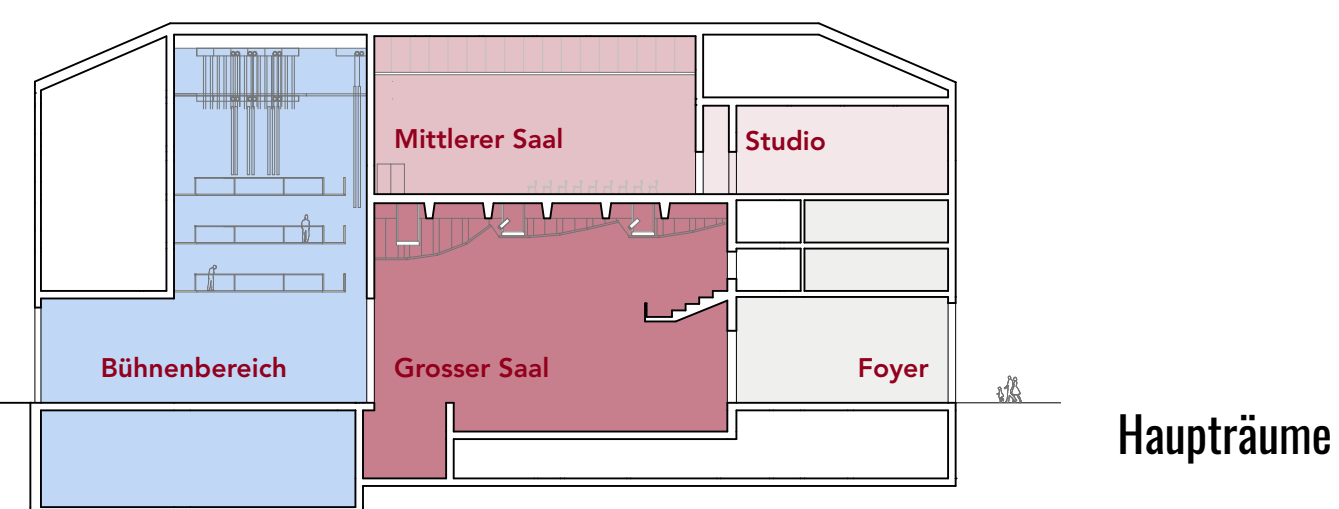 Mittlerer Saal
Studio
Bühnenbereich
Grosser Saal
Foyer
Haupträume